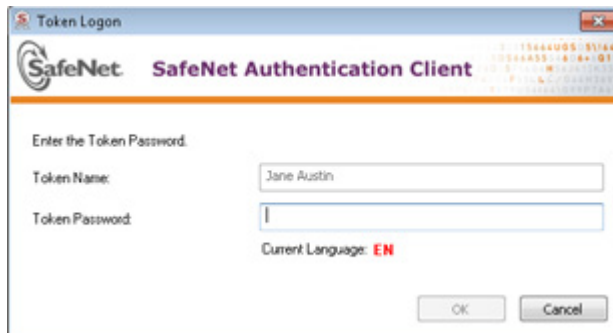 Token Logon
SafeNet. SafeNet Authentication Client
Enter the Token Password.
Token Name: Jane Austin
Token Password:
Current Language: EN
OK Cancel